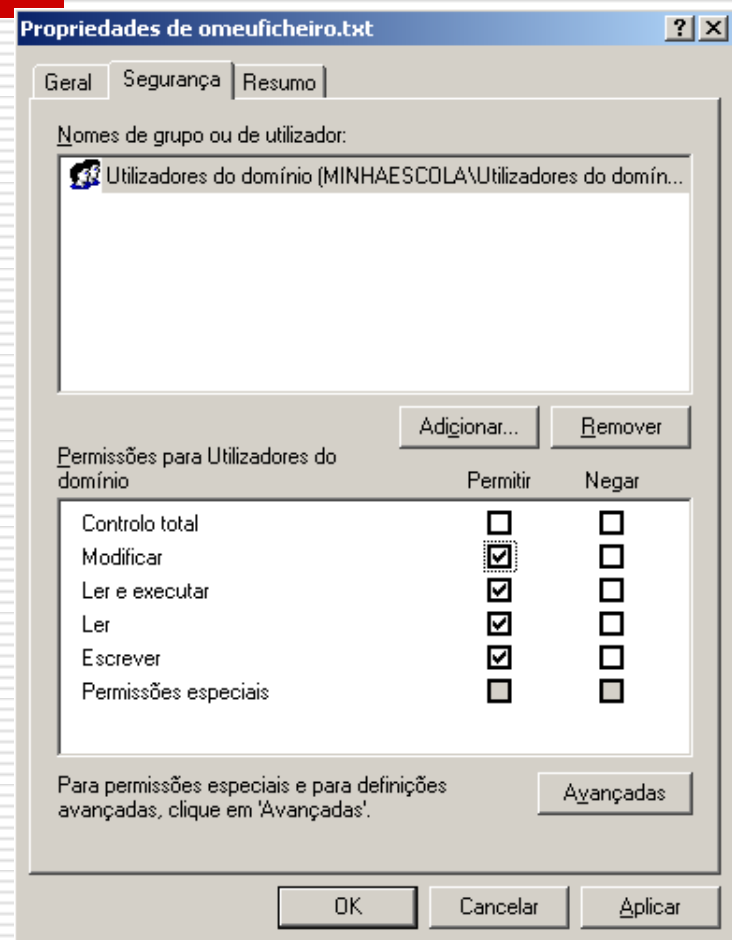 Propriedades de omeuficheiro.txt
Geral Segurança Resumo
Nomes de grupo ou de utilizador:
Utilizadores do domínio (MINHAESCOLA\Utilizadores do domín...
Adicionar... Remover
Permissões para Utilizadores do
domínio Permitir Negar
Controlo total
Modificar
Ler e executar
Ler
Escrever
Permissões especiais
Para permissões especiais e para definições
avançadas, clique em 'Avançadas'.
Avançadas
OK Cancelar Aplicar